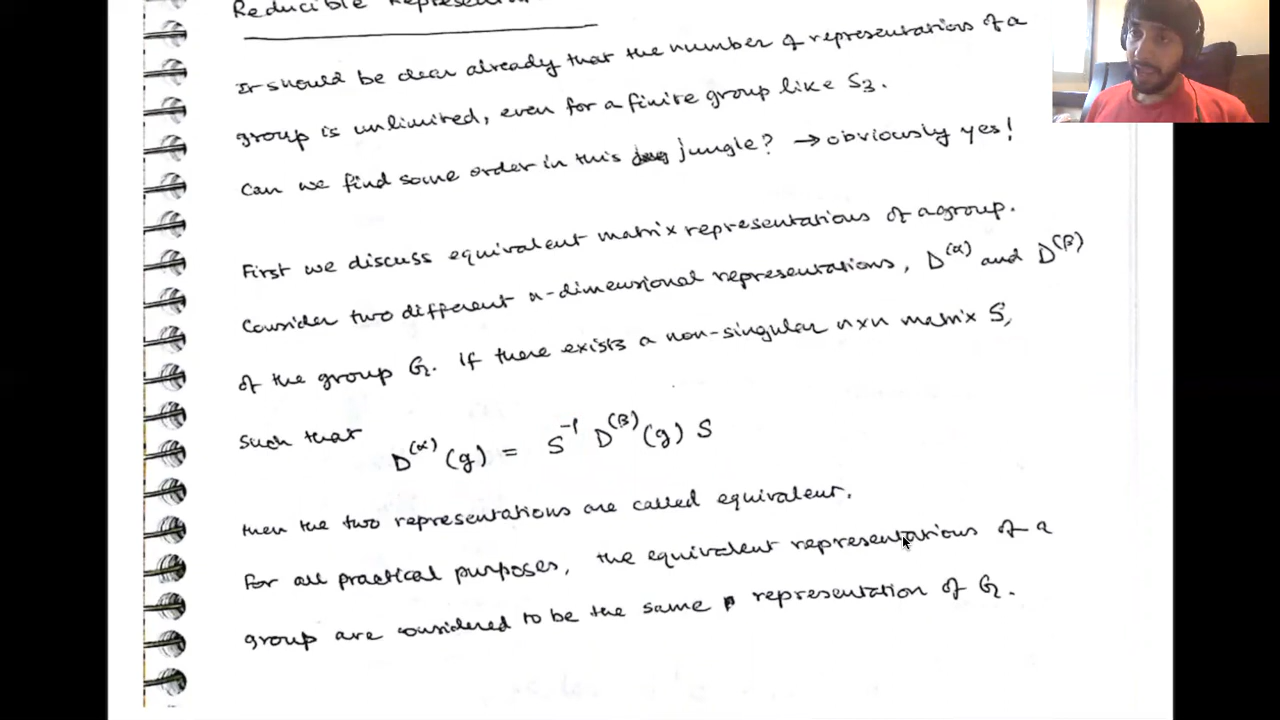 Reducible
It should be clear already that the number of representations of a
group is unlimited, even for a finite group like S₃.
Can we find some order in this jungle? → obviously yes!
First we discuss equivalent matrix representations of a group.
Consider two different n-dimensional representations, D^(α) and D^(β)
of the group G. If there exists a non-singular n×n matrix S,
such that
D^(α)(g) = S⁻¹ D^(β)(g) S
then the two representations are called equivalent.
For all practical purposes, the equivalent representations of a
group are considered to be the same representation of G.